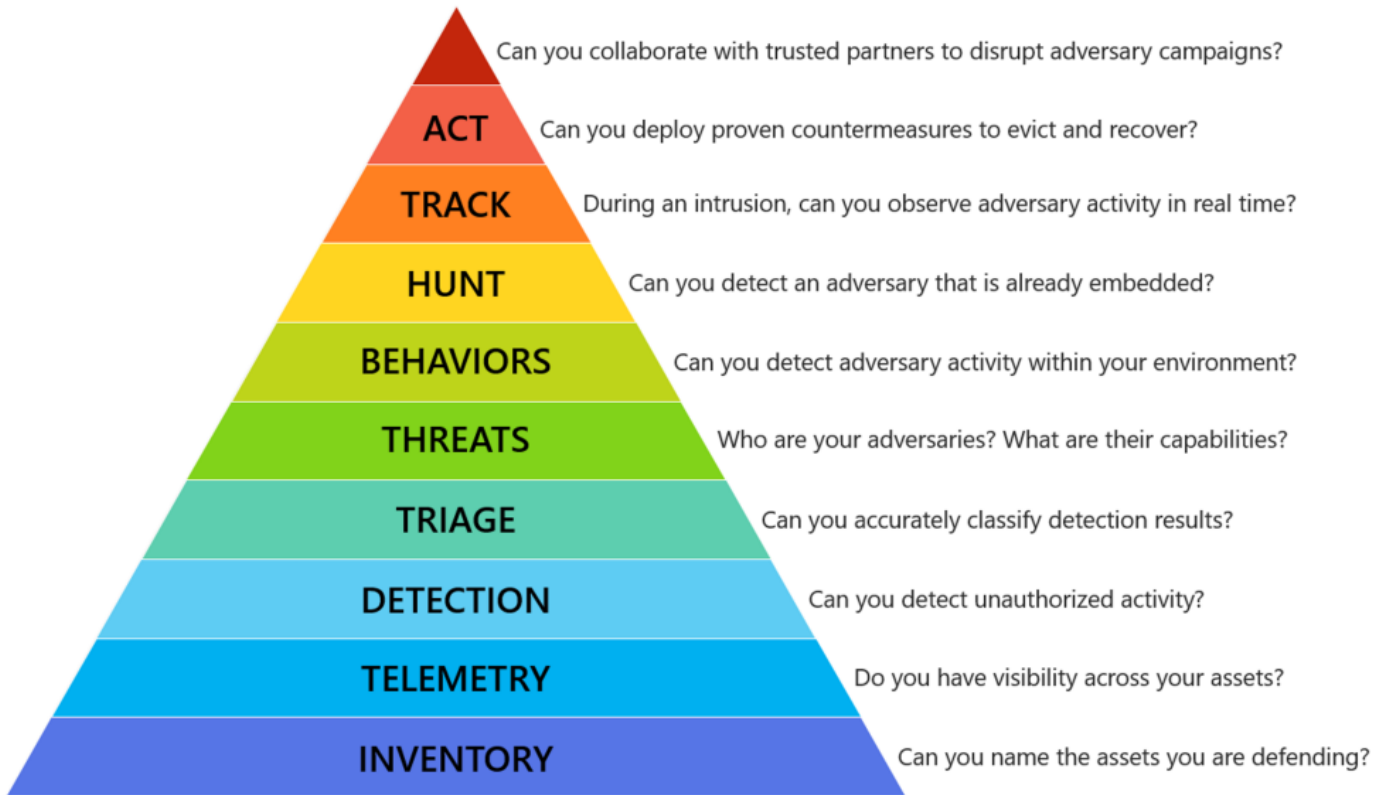 Can you collaborate with trusted partners to disrupt adversary campaigns?
ACT Can you deploy proven countermeasures to evict and recover?
TRACK During an intrusion, can you observe adversary activity in real time?
HUNT Can you detect an adversary that is already embedded?
BEHAVIORS Can you detect adversary activity within your environment?
THREATS Who are your adversaries? What are their capabilities?
TRIAGE Can you accurately classify detection results?
DETECTION Can you detect unauthorized activity?
TELEMETRY Do you have visibility across your assets?
INVENTORY Can you name the assets you are defending?